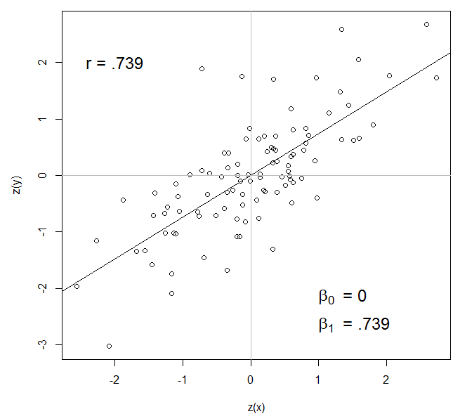 r = .739
2
1
0
-1
-2
-3
z(y)
β0 = 0
β1 = .739
-2 -1 0 1 2
z(x)